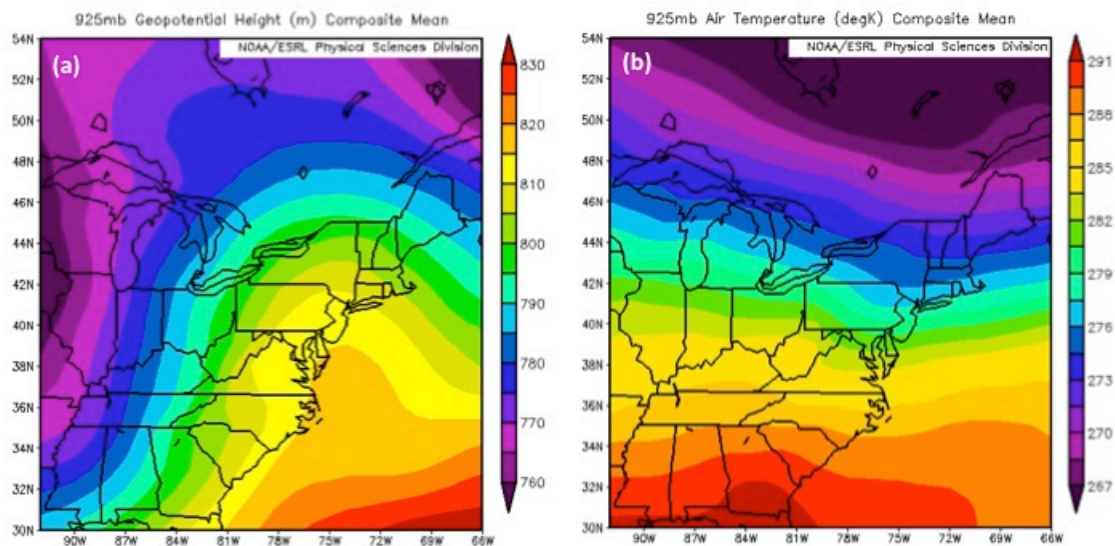 925mb Geopotential Height (m) Composite Mean
(a)
NOAA/ESRL Physical Sciences Division
54N
52N
50N
48N
46N
44N
42N
40N
38N
36N
34N
32N
30N
90W 87W 84W 81W 78W 75W 72W 69W 66W
830
820
810
800
790
780
770
760
925mb Air Temperature (degK) Composite Mean
(b)
NOAA/ESRL Physical Sciences Division
54N
52N
50N
48N
46N
44N
42N
40N
38N
36N
34N
32N
30N
90W 87W 84W 81W 78W 75W 72W 69W 66W
291
288
285
282
279
276
273
270
267